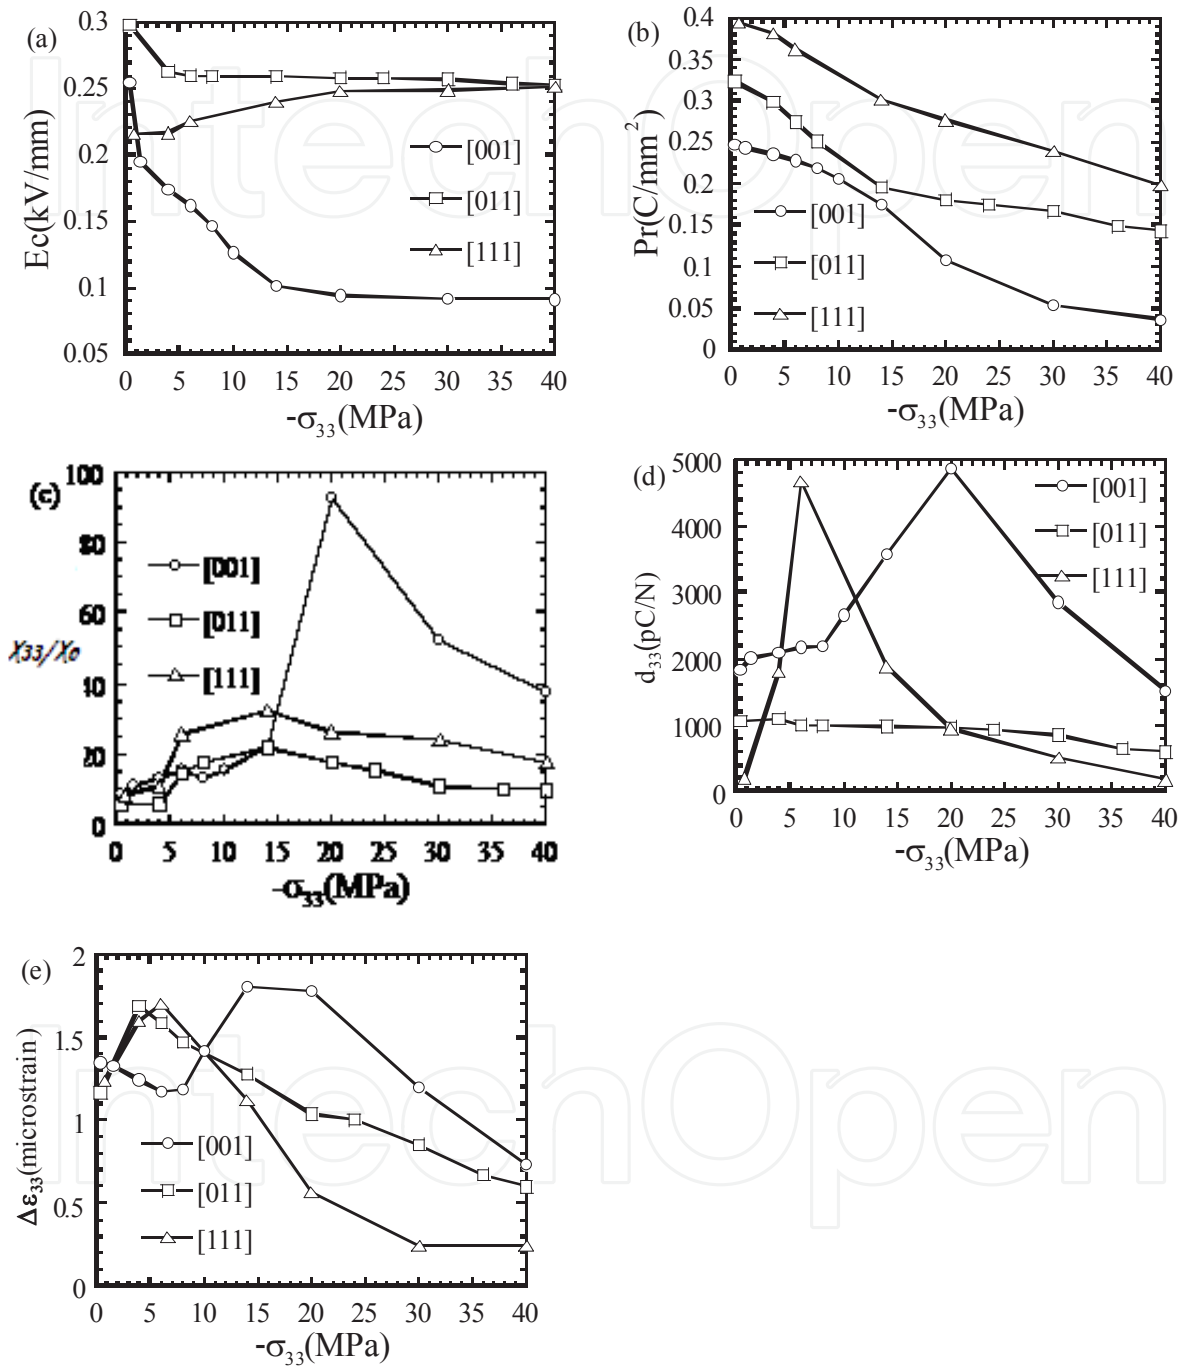 (a)
0.3
0.25
0.2
0.15
0.1
0.05
Ec(kV/mm)
[001]
[011]
[111]
0 5 10 15 20 25 30 35 40
-σ33(MPa)
(b)
0.4
0.35
0.3
0.25
0.2
0.15
0.1
0.05
0
Pr(C/mm2)
[001]
[011]
[111]
0 5 10 15 20 25 30 35 40
-σ33(MPa)
(c)
100
80
60
40
20
0
χ33/χ0
[001]
[011]
[111]
0 5 10 15 20 25 30 35 40
-σ33(MPa)
(d)
5000
4000
3000
2000
1000
0
d33(pC/N)
[001]
[011]
[111]
0 5 10 15 20 25 30 35 40
-σ33(MPa)
(e)
2
1.5
1
0.5
0
Δε33(microstrain)
[001]
[011]
[111]
0 5 10 15 20 25 30 35 40
-σ33(MPa)
IntechOpen
IntechOpen